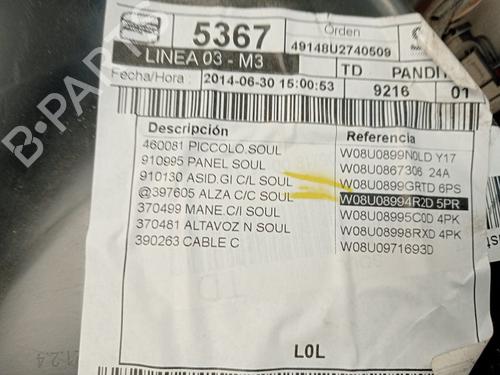 5367
Orden
49148U2740509
LINEA 03 - M3
TD PANDIT
Fecha/Hora : 2014-06-30 15:00:53
9216 01
Descripción Referencia
460081 PICCOLO SOUL W08U0899N0LD Y17
910995 PANEL SOUL W08U0867306 24A
910130 ASID.GI C/L SOUL W08U0899GRTD 6PS
@397605 ALZA C/C SOUL W08U08994R2D 5PR
370499 MANE.C/I SOUL W08U08995C0D 4PK
370481 ALTAVOZ N SOUL W08U08998RXD 4PK
390263 CABLE C W08U0971693D
L0L